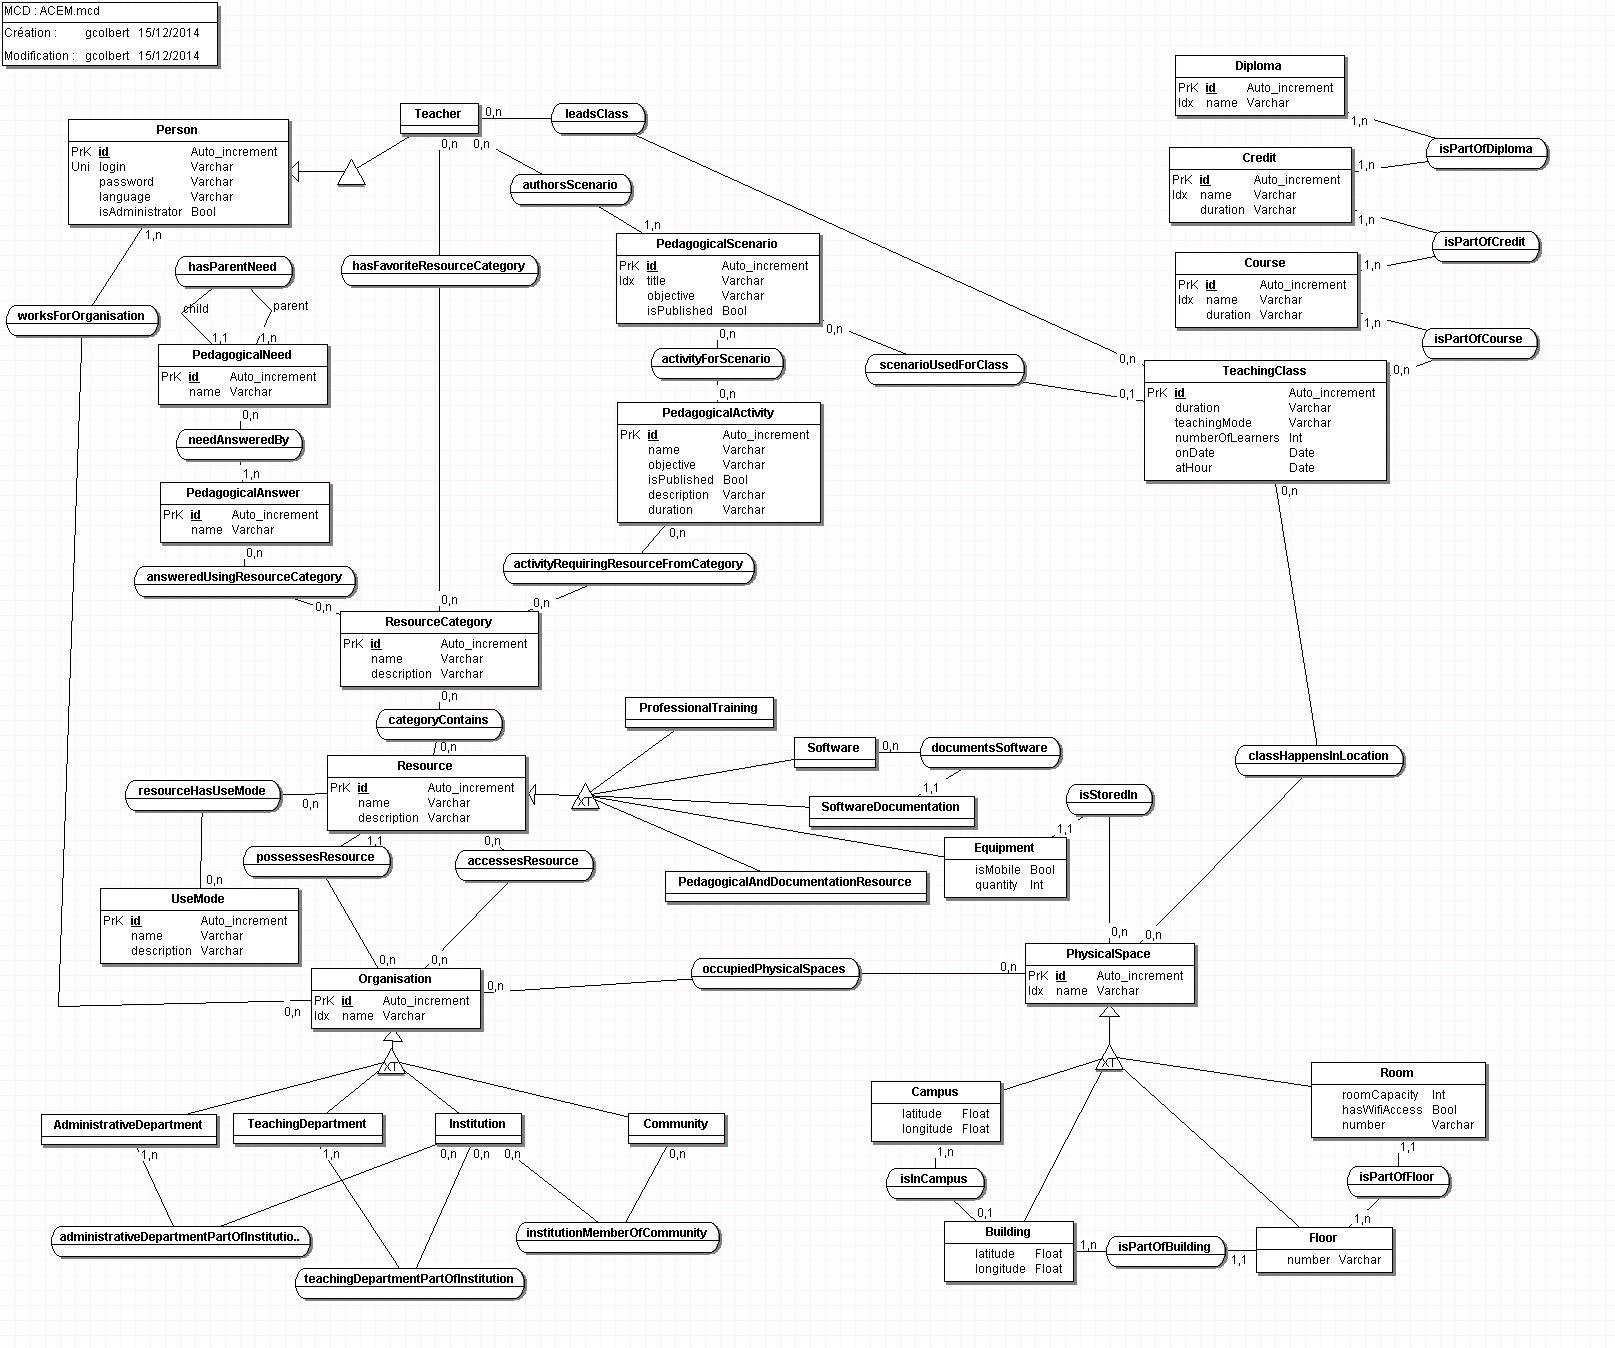 MCD : ACEM.mcd
Création : gcolbert 15/12/2014
Modification : gcolbert 15/12/2014
Person
PrK id Auto_increment
Uni login Varchar
password Varchar
language Varchar
isAdministrator Bool
1,n
Teacher
0,n
0,n
0,n
leadsClass
authorsScenario
1,n
Diploma
PrK id Auto_increment
Idx name Varchar
1,n
isPartOfDiploma
Credit
PrK id Auto_increment
Idx name Varchar
duration Varchar
1,n
1,n
isPartOfCredit
Course
PrK id Auto_increment
Idx name Varchar
duration Varchar
1,n
1,n
isPartOfCourse
0,n
hasParentNeed
child
parent
1,1
1,n
worksForOrganisation
hasFavoriteResourceCategory
PedagogicalScenario
PrK id Auto_increment
Idx title Varchar
objective Varchar
isPublished Bool
0,n
0,n
activityForScenario
0,n
scenarioUsedForClass
0,n
0,1
TeachingClass
PrK id Auto_increment
duration Varchar
teachingMode Varchar
numberOfLearners Int
onDate Date
atHour Date
0,n
PedagogicalNeed
PrK id Auto_increment
name Varchar
0,n
needAnsweredBy
1,n
PedagogicalAnswer
PrK id Auto_increment
name Varchar
0,n
answeredUsingResourceCategory
0,n
PedagogicalActivity
PrK id Auto_increment
name Varchar
objective Varchar
isPublished Bool
description Varchar
duration Varchar
0,n
activityRequiringResourceFromCategory
0,n
0,n
ResourceCategory
PrK id Auto_increment
name Varchar
description Varchar
0,n
categoryContains
0,n
Resource
PrK id Auto_increment
name Varchar
description Varchar
resourceHasUseMode
0,n
0,n
UseMode
PrK id Auto_increment
name Varchar
description Varchar
1,1
possessesResource
0,n
0,n
accessesResource
0,n
XT
ProfessionalTraining
Software
0,n
documentsSoftware
1,1
SoftwareDocumentation
Equipment
isMobile Bool
quantity Int
1,1
isStoredIn
0,n
PedagogicalAndDocumentationResource
classHappensInLocation
0,n
Organisation
PrK id Auto_increment
Idx name Varchar
0,n
0,n
occupiedPhysicalSpaces
0,n
PhysicalSpace
PrK id Auto_increment
Idx name Varchar
XT
XT
AdministrativeDepartment
1,n
TeachingDepartment
1,n
Institution
0,n
0,n
0,n
Community
0,n
administrativeDepartmentPartOfInstitutio..
teachingDepartmentPartOfInstitution
institutionMemberOfCommunity
Campus
latitude Float
longitude Float
1,n
isInCampus
0,1
Building
latitude Float
longitude Float
1,n
isPartOfBuilding
1,1
Room
roomCapacity Int
hasWifiAccess Bool
number Varchar
1,1
isPartOfFloor
1,n
Floor
number Varchar